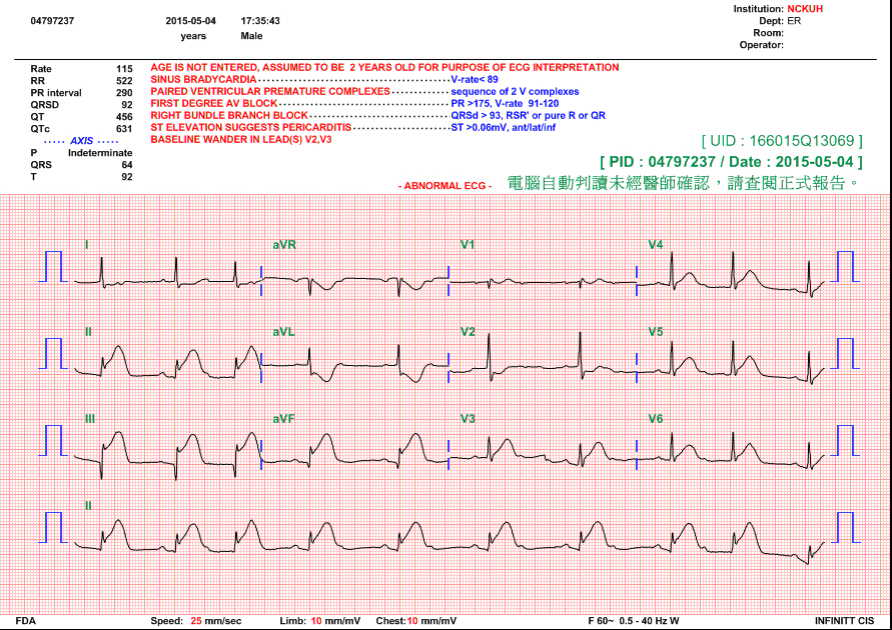 Institution: NCKUH
04797237 2015-05-04 17:35:43 Dept: ER
years Male Room:
Operator:
Rate 115 AGE IS NOT ENTERED, ASSUMED TO BE 2 YEARS OLD FOR PURPOSE OF ECG INTERPRETATION
RR 522 SINUS BRADYCARDIA V-rate< 89
PR interval 290 PAIRED VENTRICULAR PREMATURE COMPLEXES sequence of 2 V complexes
QRSD 92 FIRST DEGREE AV BLOCK PR >175, V-rate 91-120
QT 456 RIGHT BUNDLE BRANCH BLOCK QRSd > 93, RSR' or pure R or QR
QTc 631 ST ELEVATION SUGGESTS PERICARDITIS ST >0.06mV, ant/lat/inf
----- AXIS ----- BASELINE WANDER IN LEAD(S) V2,V3
[ UID : 166015Q13069 ]
P Indeterminate
QRS 64 [ PID : 04797237 / Date : 2015-05-04 ]
T 92
- ABNORMAL ECG - 電腦自動判讀未經醫師確認，請查閱正式報告。
I aVR V1 V4
II aVL V2 V5
III aVF V3 V6
II
FDA Speed: 25 mm/sec Limb: 10 mm/mV Chest:10 mm/mV F 60~ 0.5 - 40 Hz W INFINITT CIS